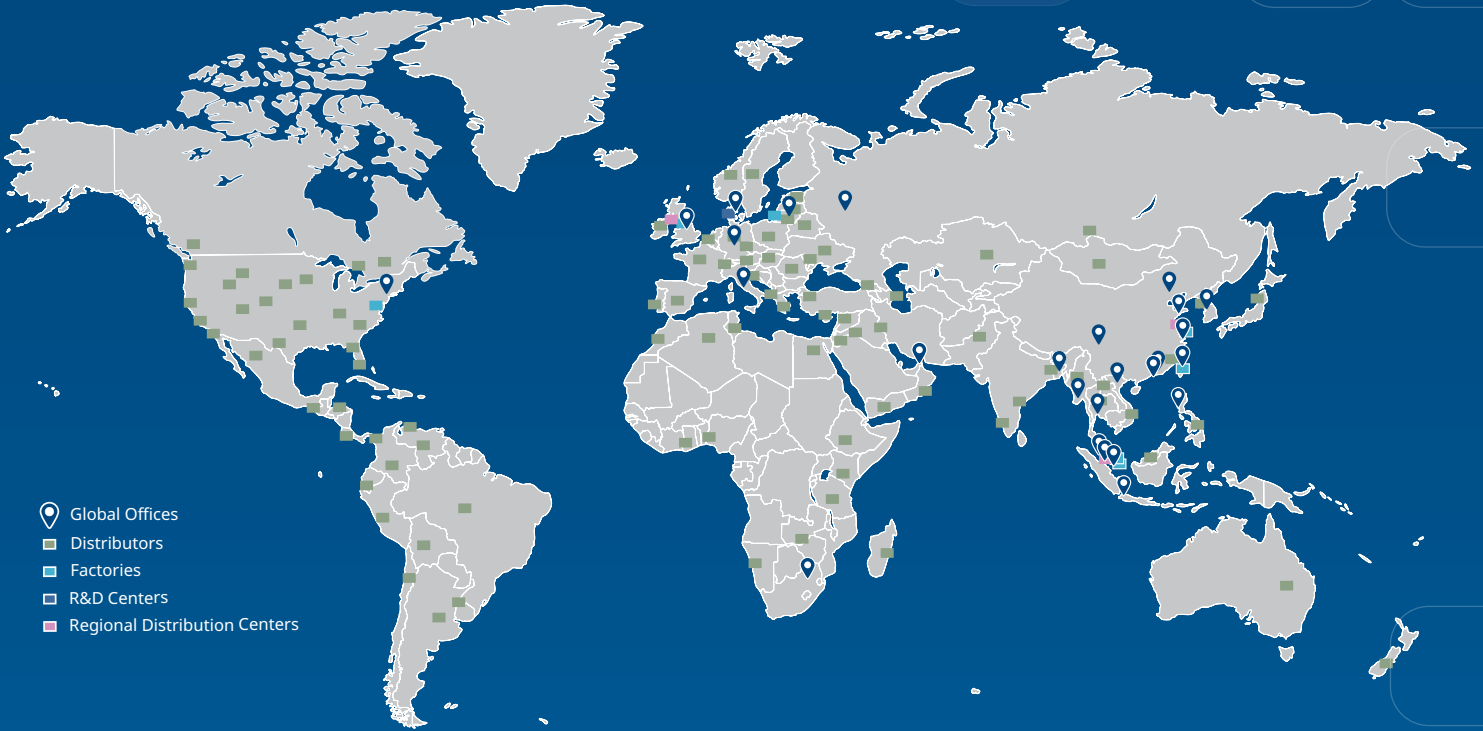 Global Offices
Distributors
Factories
R&D Centers
Regional Distribution Centers